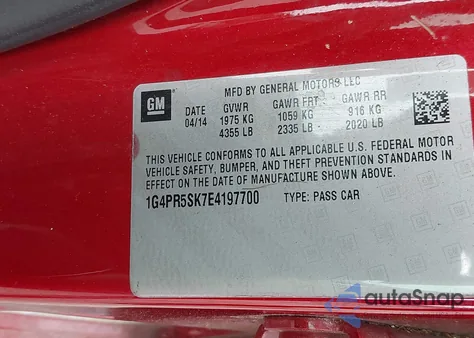 MFD BY GENERAL MOTORS LLC
GM
DATE GVWR GAWR FRT GAWR RR
04/14 1975 KG 1059 KG 916 KG
4355 LB 2335 LB 2020 LB
THIS VEHICLE CONFORMS TO ALL APPLICABLE U.S. FEDERAL MOTOR
VEHICLE SAFETY, BUMPER, AND THEFT PREVENTION STANDARDS IN
EFFECT ON THE DATE OF MANUFACTURE SHOWN ABOVE.
1G4PR5SK7E4197700 TYPE: PASS CAR
autoSnap